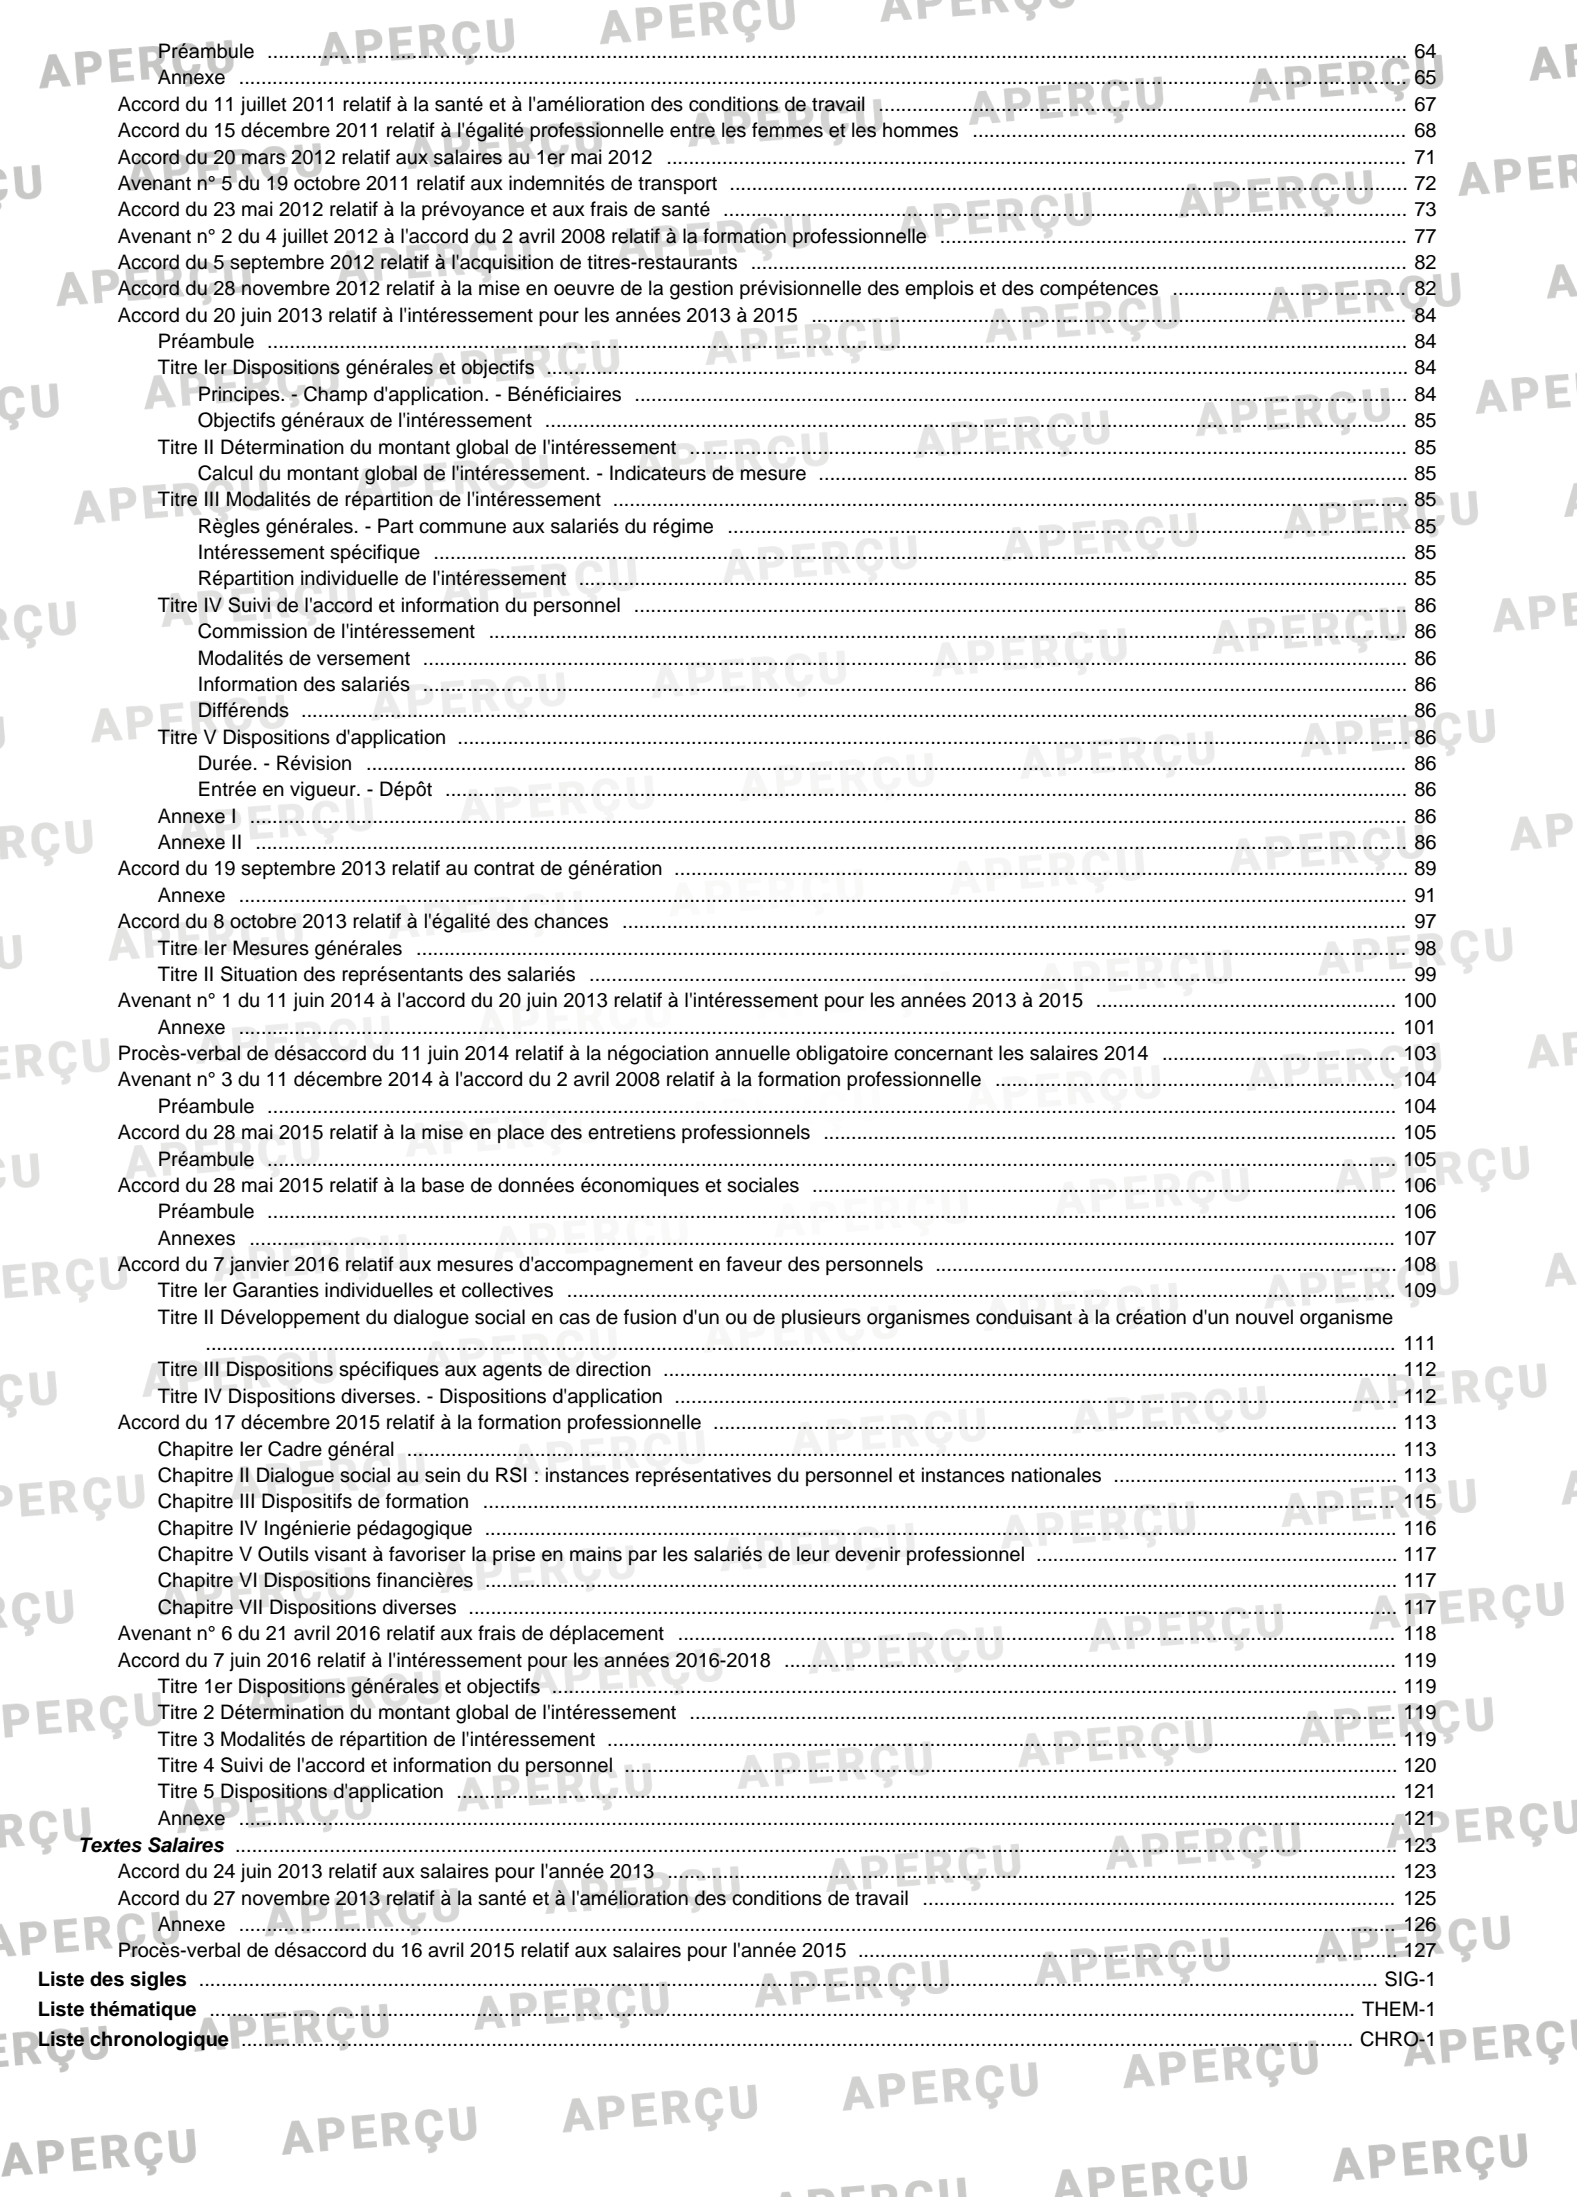 Préambule ... 64
Annexe ... 65
Accord du 11 juillet 2011 relatif à la santé et à l'amélioration des conditions de travail ... 67
Accord du 15 décembre 2011 relatif à l'égalité professionnelle entre les femmes et les hommes ... 68
Accord du 20 mars 2012 relatif aux salaires au 1er mai 2012 ... 71
Avenant n° 5 du 19 octobre 2011 relatif aux indemnités de transport ... 72
Accord du 23 mai 2012 relatif à la prévoyance et aux frais de santé ... 73
Avenant n° 2 du 4 juillet 2012 à l'accord du 2 avril 2008 relatif à la formation professionnelle ... 77
Accord du 5 septembre 2012 relatif à l'acquisition de titres-restaurants ... 82
Accord du 28 novembre 2012 relatif à la mise en oeuvre de la gestion prévisionnelle des emplois et des compétences ... 82
Accord du 20 juin 2013 relatif à l'intéressement pour les années 2013 à 2015 ... 84
Préambule ... 84
Titre Ier Dispositions générales et objectifs ... 84
Principes. - Champ d'application. - Bénéficiaires ... 84
Objectifs généraux de l'intéressement ... 85
Titre II Détermination du montant global de l'intéressement ... 85
Calcul du montant global de l'intéressement. - Indicateurs de mesure ... 85
Titre III Modalités de répartition de l'intéressement ... 85
Règles générales. - Part commune aux salariés du régime ... 85
Intéressement spécifique ... 85
Répartition individuelle de l'intéressement ... 85
Titre IV Suivi de l'accord et information du personnel ... 86
Commission de l'intéressement ... 86
Modalités de versement ... 86
Information des salariés ... 86
Différends ... 86
Titre V Dispositions d'application ... 86
Durée. - Révision ... 86
Entrée en vigueur. - Dépôt ... 86
Annexe I ... 86
Annexe II ... 86
Accord du 19 septembre 2013 relatif au contrat de génération ... 89
Annexe ... 91
Accord du 8 octobre 2013 relatif à l'égalité des chances ... 97
Titre Ier Mesures générales ... 98
Titre II Situation des représentants des salariés ... 99
Avenant n° 1 du 11 juin 2014 à l'accord du 20 juin 2013 relatif à l'intéressement pour les années 2013 à 2015 ... 100
Annexe ... 101
Procès-verbal de désaccord du 11 juin 2014 relatif à la négociation annuelle obligatoire concernant les salaires 2014 ... 103
Avenant n° 3 du 11 décembre 2014 à l'accord du 2 avril 2008 relatif à la formation professionnelle ... 104
Préambule ... 104
Accord du 28 mai 2015 relatif à la mise en place des entretiens professionnels ... 105
Préambule ... 105
Accord du 28 mai 2015 relatif à la base de données économiques et sociales ... 106
Préambule ... 106
Annexes ... 107
Accord du 7 janvier 2016 relatif aux mesures d'accompagnement en faveur des personnels ... 108
Titre Ier Garanties individuelles et collectives ... 109
Titre II Développement du dialogue social en cas de fusion d'un ou de plusieurs organismes conduisant à la création d'un nouvel organisme
... 111
Titre III Dispositions spécifiques aux agents de direction ... 112
Titre IV Dispositions diverses. - Dispositions d'application ... 112
Accord du 17 décembre 2015 relatif à la formation professionnelle ... 113
Chapitre Ier Cadre général ... 113
Chapitre II Dialogue social au sein du RSI : instances représentatives du personnel et instances nationales ... 113
Chapitre III Dispositifs de formation ... 115
Chapitre IV Ingénierie pédagogique ... 116
Chapitre V Outils visant à favoriser la prise en mains par les salariés de leur devenir professionnel ... 117
Chapitre VI Dispositions financières ... 117
Chapitre VII Dispositions diverses ... 117
Avenant n° 6 du 21 avril 2016 relatif aux frais de déplacement ... 118
Accord du 7 juin 2016 relatif à l'intéressement pour les années 2016-2018 ... 119
Titre 1er Dispositions générales et objectifs ... 119
Titre 2 Détermination du montant global de l'intéressement ... 119
Titre 3 Modalités de répartition de l'intéressement ... 119
Titre 4 Suivi de l'accord et information du personnel ... 120
Titre 5 Dispositions d'application ... 121
Annexe ... 121
Textes Salaires ... 123
Accord du 24 juin 2013 relatif aux salaires pour l'année 2013 ... 123
Accord du 27 novembre 2013 relatif à la santé et à l'amélioration des conditions de travail ... 125
Annexe ... 126
Procès-verbal de désaccord du 16 avril 2015 relatif aux salaires pour l'année 2015 ... 127
Liste des sigles ... SIG-1
Liste thématique ... THEM-1
Liste chronologique ... CHRO-1
APERÇU